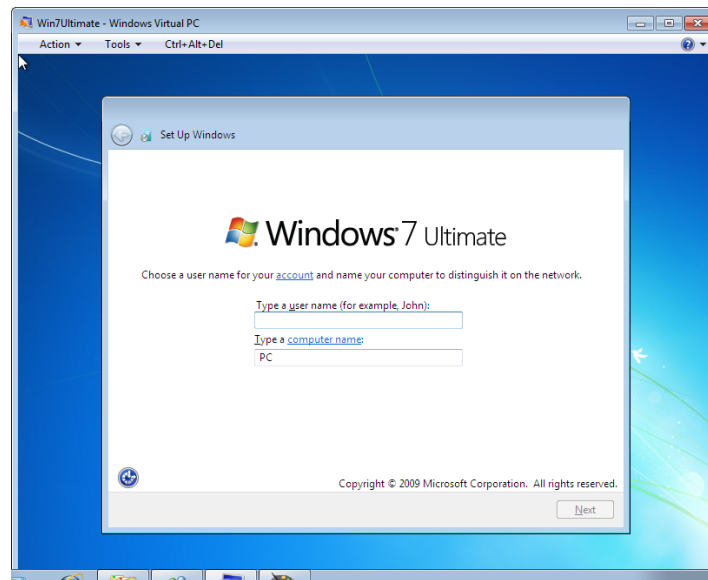 Win7Ultimate - Windows Virtual PC
Action Tools Ctrl+Alt+Del
Set Up Windows
Windows 7 Ultimate
Choose a user name for your account and name your computer to distinguish it on the network.
Type a user name (for example, John):
Type a computer name:
PC
Copyright © 2009 Microsoft Corporation. All rights reserved.
Next